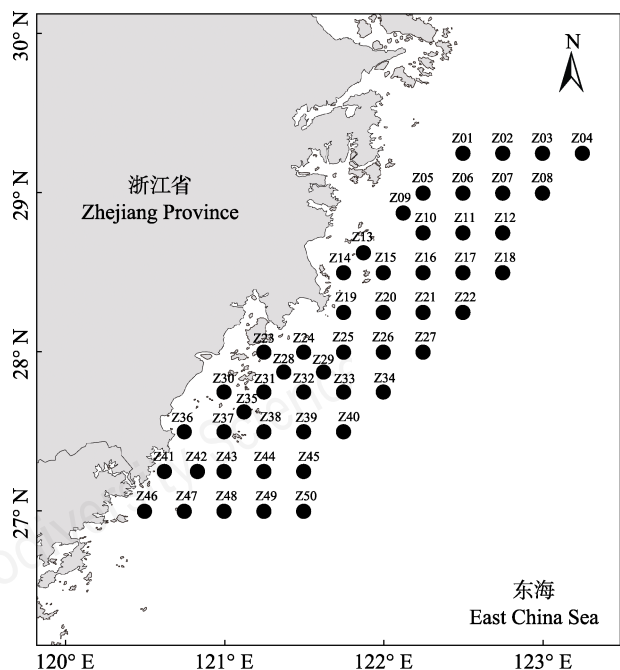 30° N
29° N
28° N
27° N
N
浙江省
Zhejiang Province
Z01 Z02 Z03 Z04
Z05 Z06 Z07 Z08
Z09
Z10 Z11 Z12
Z13
Z14 Z15 Z16 Z17 Z18
Z19 Z20 Z21 Z22
Z23 Z24 Z25 Z26 Z27
Z28 Z29
Z30 Z31 Z32 Z33 Z34
Z35
Z36 Z37 Z38 Z39 Z40
Z41 Z42 Z43 Z44 Z45
Z46 Z47 Z48 Z49 Z50
东海
East China Sea
120° E 121° E 122° E 123° E